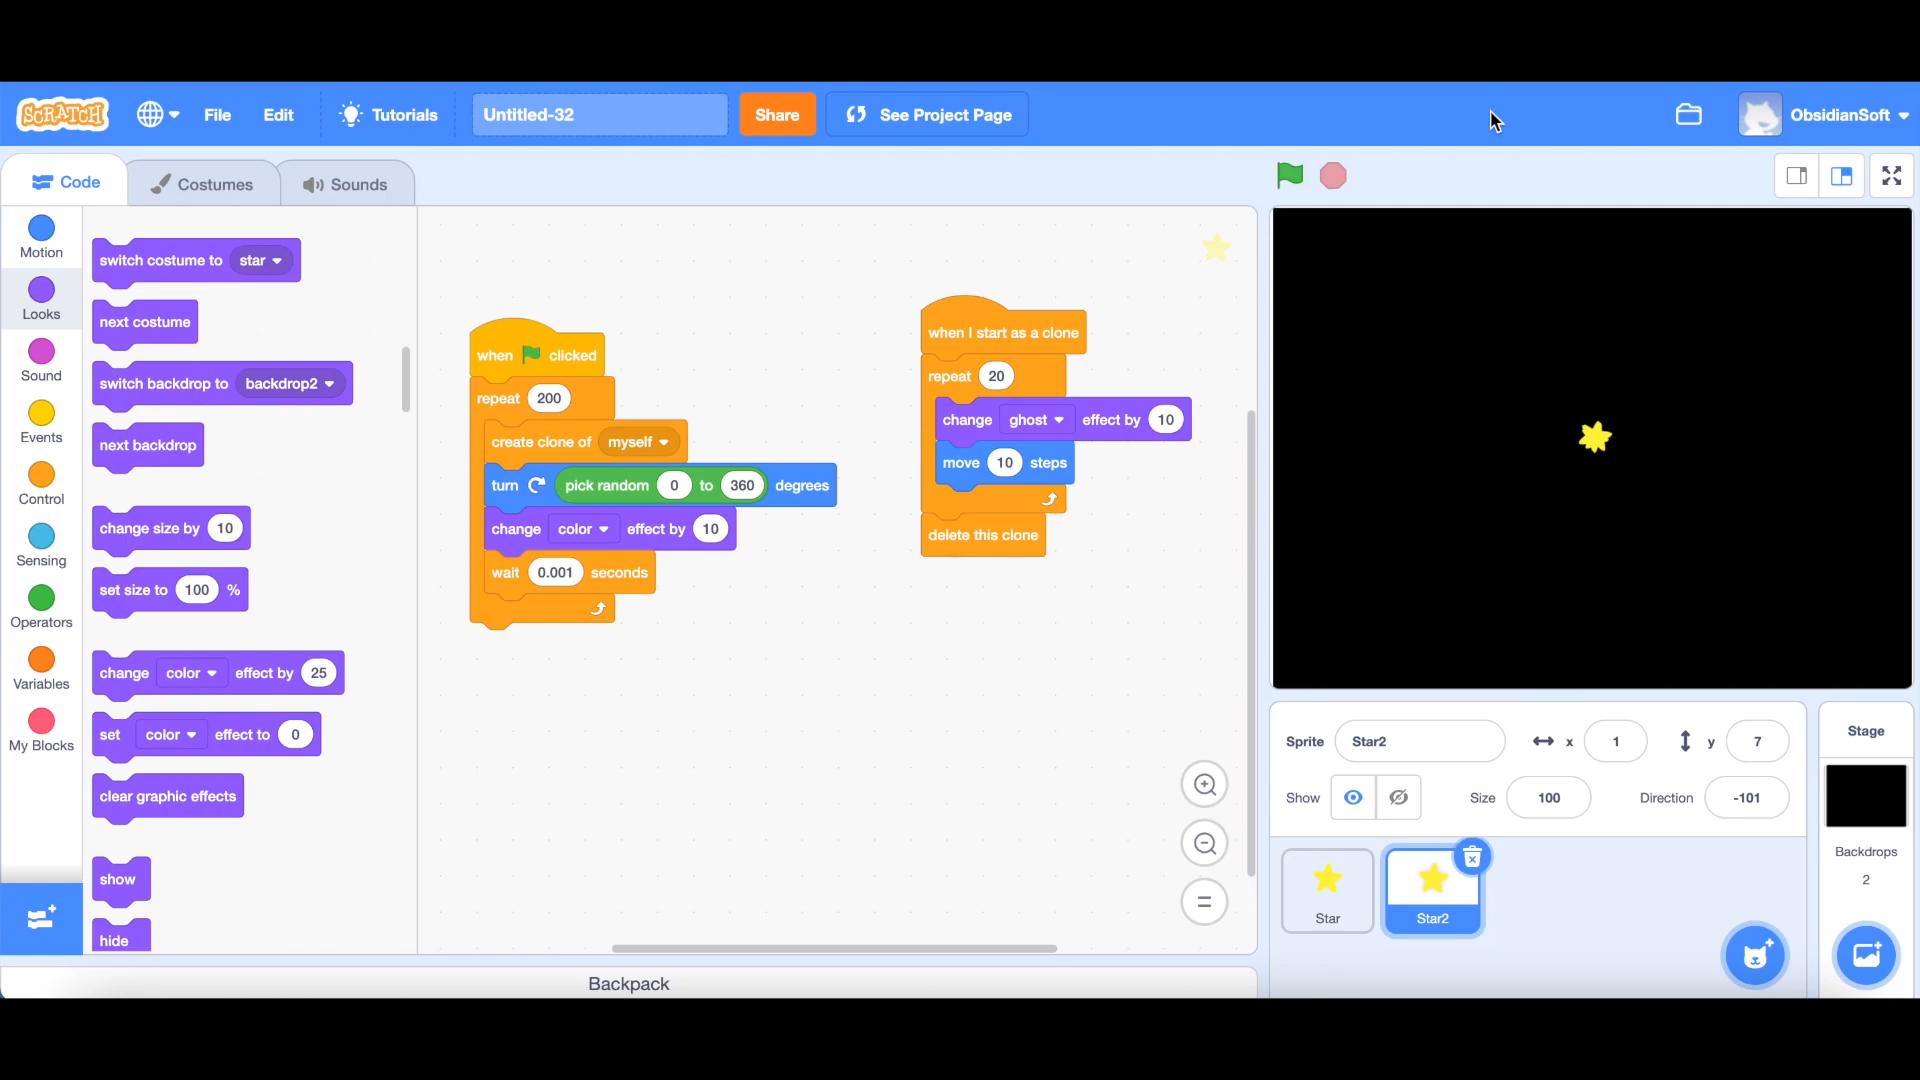 SCRATCH
File
Edit
Tutorials
Untitled-32
Share
See Project Page
ObsidianSoft
Code
Costumes
Sounds
Motion
Looks
Sound
Events
Control
Sensing
Operators
Variables
My Blocks
switch costume to star
next costume
switch backdrop to backdrop2
next backdrop
change size by 10
set size to 100 %
change color effect by 25
set color effect to 0
clear graphic effects
show
hide
when clicked
repeat 200
create clone of myself
turn pick random 0 to 360 degrees
change color effect by 10
wait 0.001 seconds
when I start as a clone
repeat 20
change ghost effect by 10
move 10 steps
delete this clone
Backpack
Sprite Star2 x 1 y 7
Show Size 100 Direction -101
Star
Star2
Stage
Backdrops
2